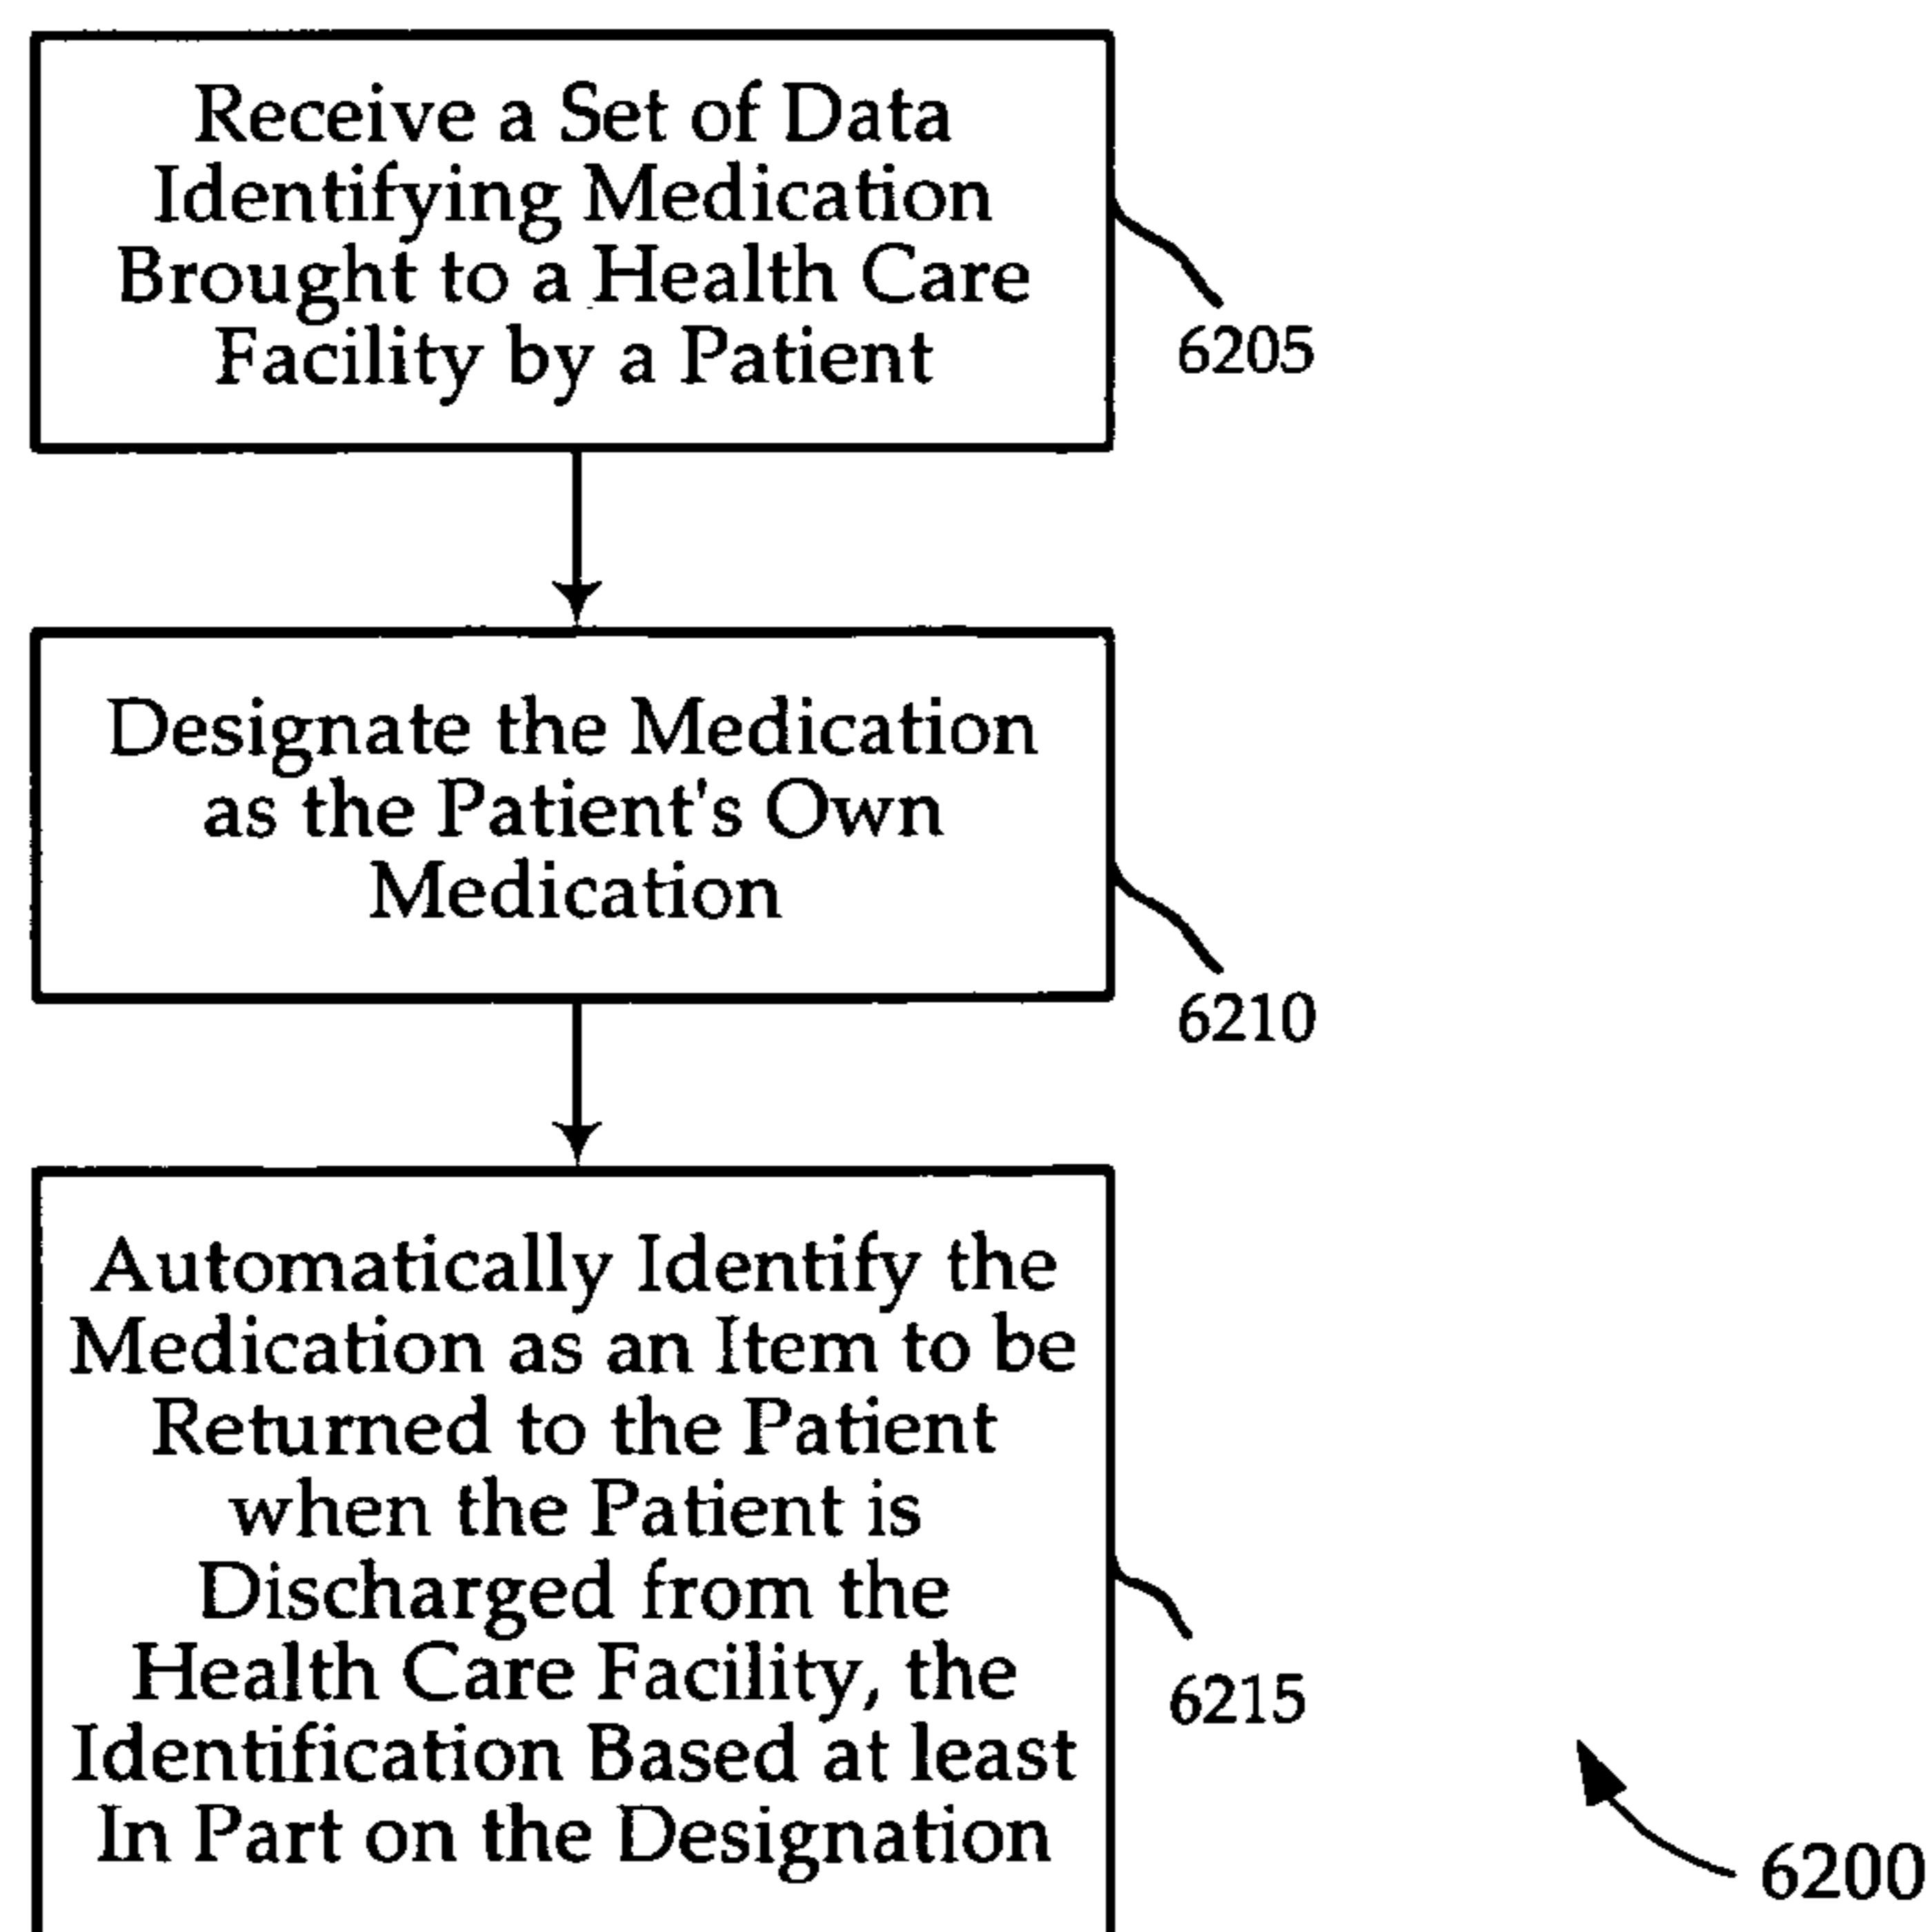 Receive a Set of Data
Identifying Medication
Brought to a Health Care
Facility by a Patient
6205
Designate the Medication
as the Patient's Own
Medication
6210
Automatically Identify the
Medication as an Item to be
Returned to the Patient
when the Patient is
Discharged from the
Health Care Facility, the
Identification Based at least
In Part on the Designation
6215
6200